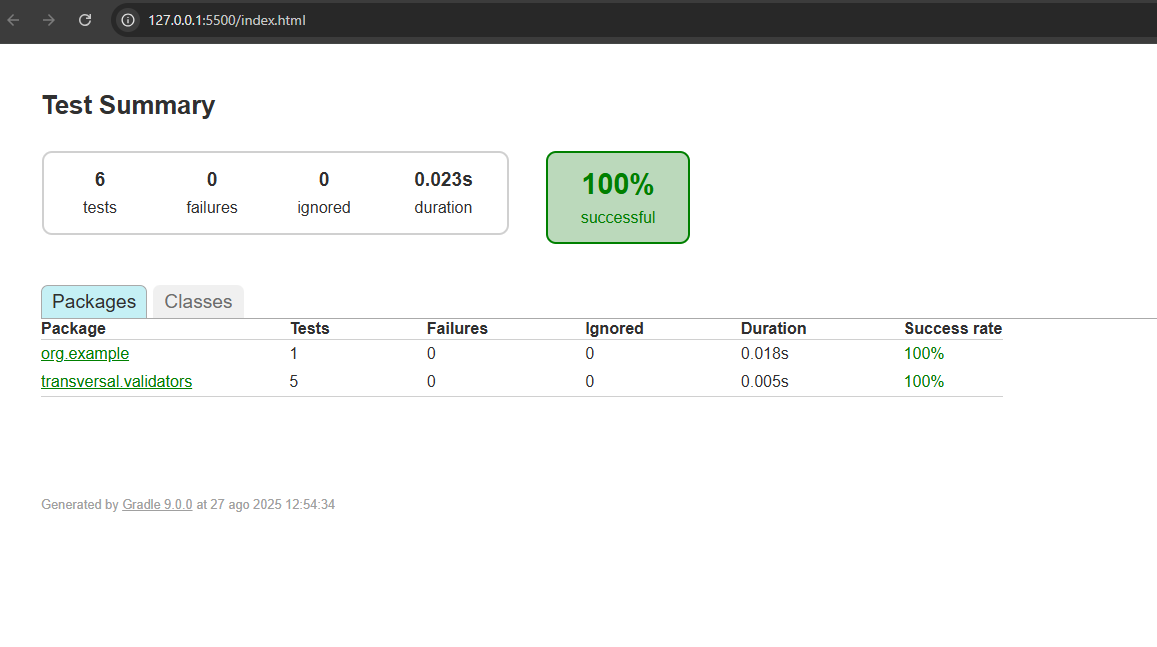 127.0.0.1:5500/index.html
Test Summary
6 0 0 0.023s
tests failures ignored duration
100%
successful
Packages Classes
Package Tests Failures Ignored Duration Success rate
org.example 1 0 0 0.018s 100%
transversal.validators 5 0 0 0.005s 100%
Generated by Gradle 9.0.0 at 27 ago 2025 12:54:34